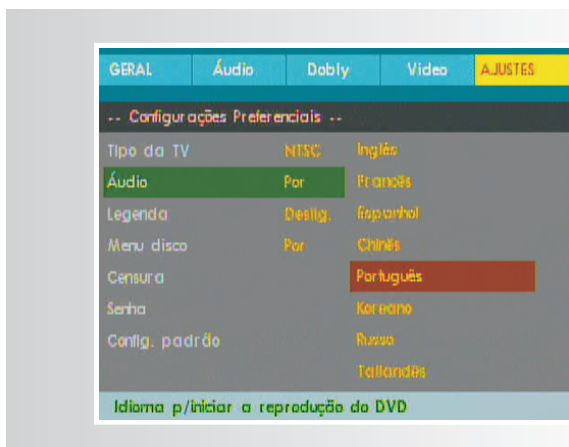 GERAL Áudio Dobly Video AJUSTES
-- Configurações Preferenciais --
Tipo da TV NTSC Inglês
Áudio Por Francês
Legenda Deslig. Espanhol
Menu disco Por Chinês
Censura Português
Senha Koreano
Config. padrão Russo
Tailandês
Idioma p/iniciar a reprodução do DVD